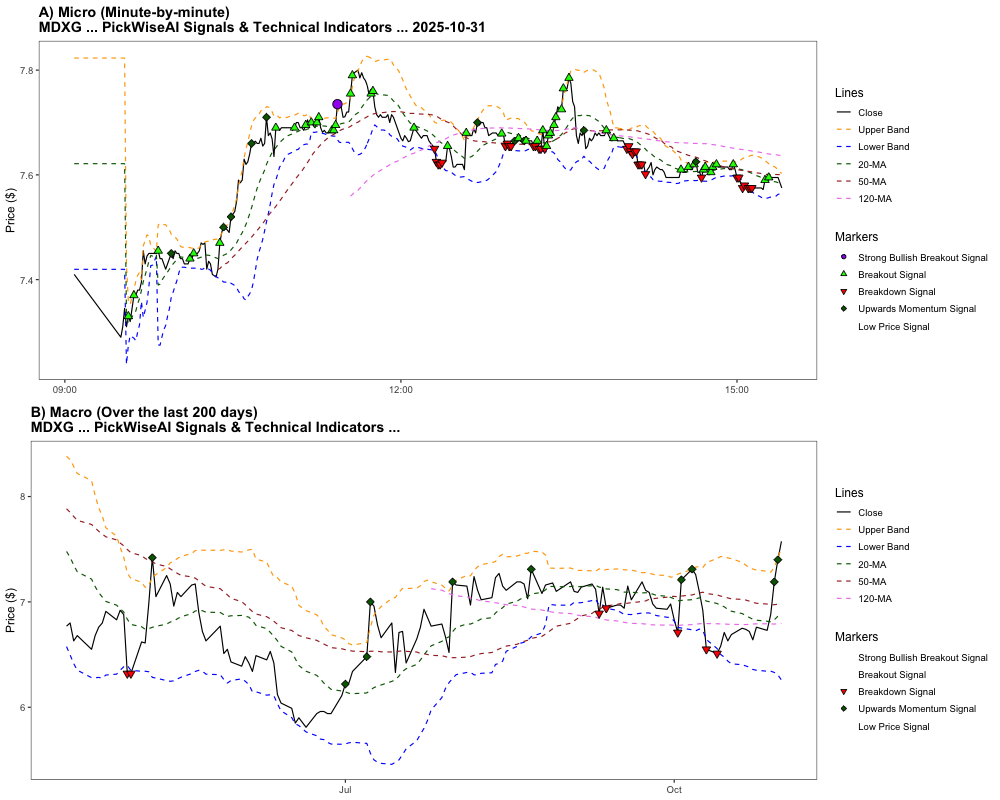 A) Micro (Minute-by-minute)
MDXG ... PickWiseAI Signals & Technical Indicators ... 2025-10-31
Price ($)
7.8
7.6
7.4
09:00
12:00
15:00
Lines
Close
Upper Band
Lower Band
20-MA
50-MA
120-MA
Markers
Strong Bullish Breakout Signal
Breakout Signal
Breakdown Signal
Upwards Momentum Signal
Low Price Signal
B) Macro (Over the last 200 days)
MDXG ... PickWiseAI Signals & Technical Indicators ...
Price ($)
8
7
6
Jul
Oct
Lines
Close
Upper Band
Lower Band
20-MA
50-MA
120-MA
Markers
Strong Bullish Breakout Signal
Breakout Signal
Breakdown Signal
Upwards Momentum Signal
Low Price Signal